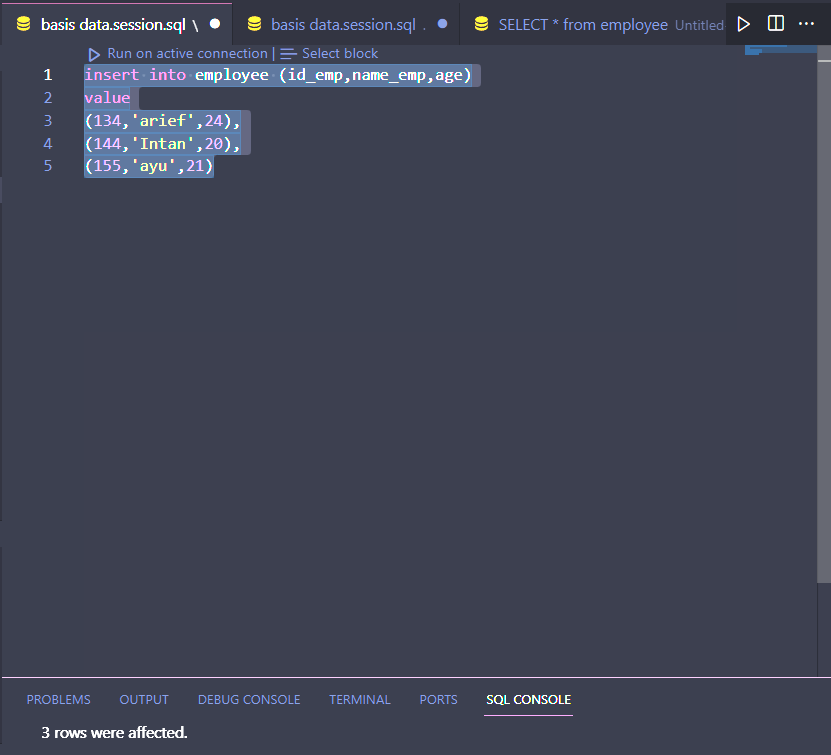 basis data.session.sql \
basis data.session.sql .
SELECT * from employee Untitled
Run on active connection | Select block
1 insert into employee (id_emp,name_emp,age)
2 value
3 (134,'arief',24),
4 (144,'Intan',20),
5 (155,'ayu',21)
PROBLEMS OUTPUT DEBUG CONSOLE TERMINAL PORTS SQL CONSOLE
3 rows were affected.